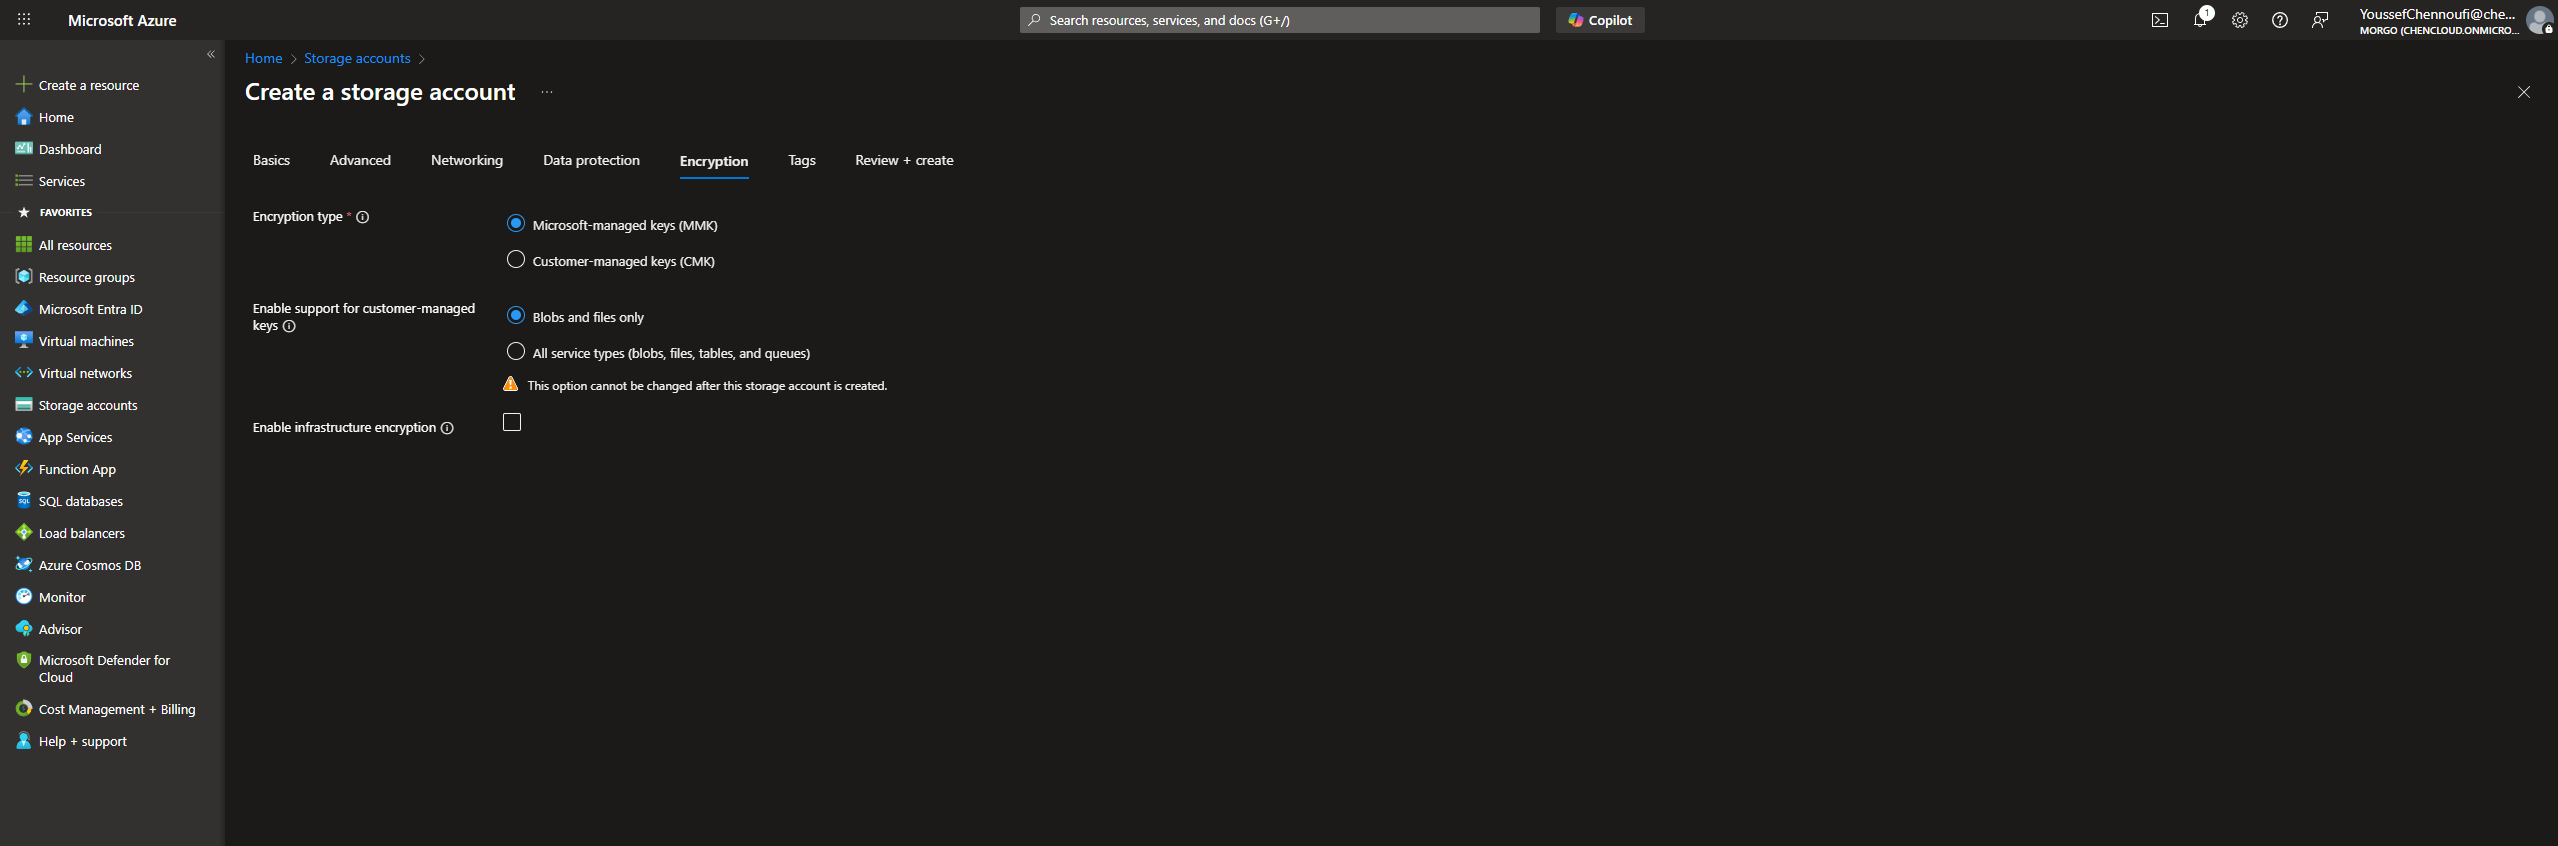 Microsoft Azure
Search resources, services, and docs (G+/)
Copilot
1
YoussefChennoufi@che...
MORGO (CHENCLOUD.ONMICRO...
Create a resource
Home
Dashboard
Services
FAVORITES
All resources
Resource groups
Microsoft Entra ID
Virtual machines
Virtual networks
Storage accounts
App Services
Function App
SQL databases
Load balancers
Azure Cosmos DB
Monitor
Advisor
Microsoft Defender for
Cloud
Cost Management + Billing
Help + support
Home > Storage accounts >
Create a storage account ...
Basics Advanced Networking Data protection Encryption Tags Review + create
Encryption type *
Microsoft-managed keys (MMK)
Customer-managed keys (CMK)
Enable support for customer-managed
keys
Blobs and files only
All service types (blobs, files, tables, and queues)
This option cannot be changed after this storage account is created.
Enable infrastructure encryption